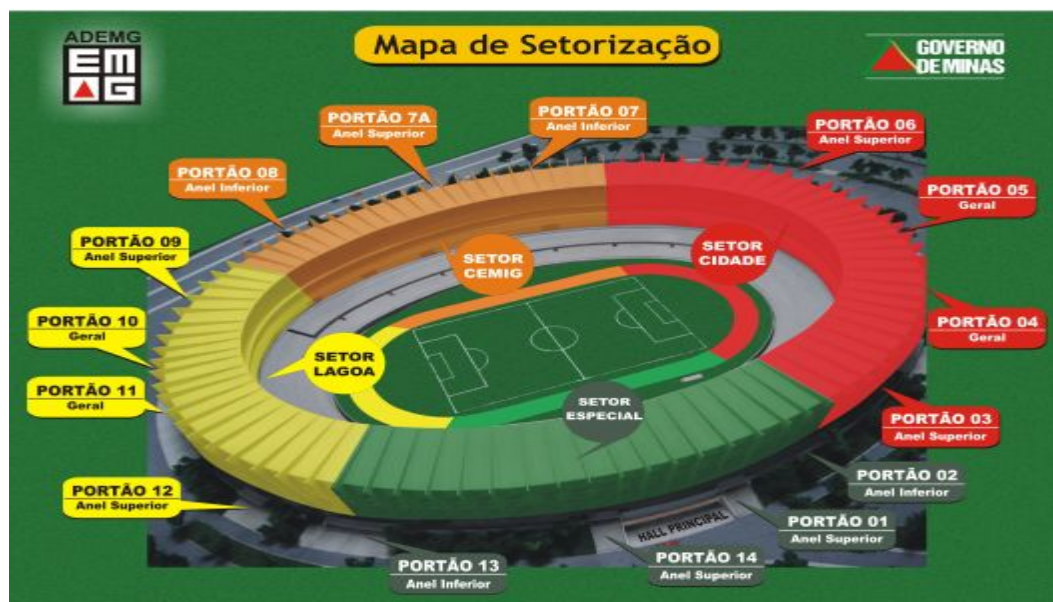 ADEMG
EMAG
Mapa de Setorização
GOVERNO
DE MINAS
PORTÃO 7A
Anel Superior
PORTÃO 07
Anel Inferior
PORTÃO 06
Anel Superior
PORTÃO 08
Anel Inferior
PORTÃO 05
Geral
PORTÃO 09
Anel Superior
SETOR
CEMIG
SETOR
CIDADE
PORTÃO 10
Geral
PORTÃO 04
Geral
SETOR
LAGOA
PORTÃO 11
Geral
SETOR
ESPECIAL
PORTÃO 03
Anel Superior
PORTÃO 12
Anel Superior
PORTÃO 02
Anel Inferior
HALL PRINCIPAL
PORTÃO 01
Anel Superior
PORTÃO 13
Anel Inferior
PORTÃO 14
Anel Superior